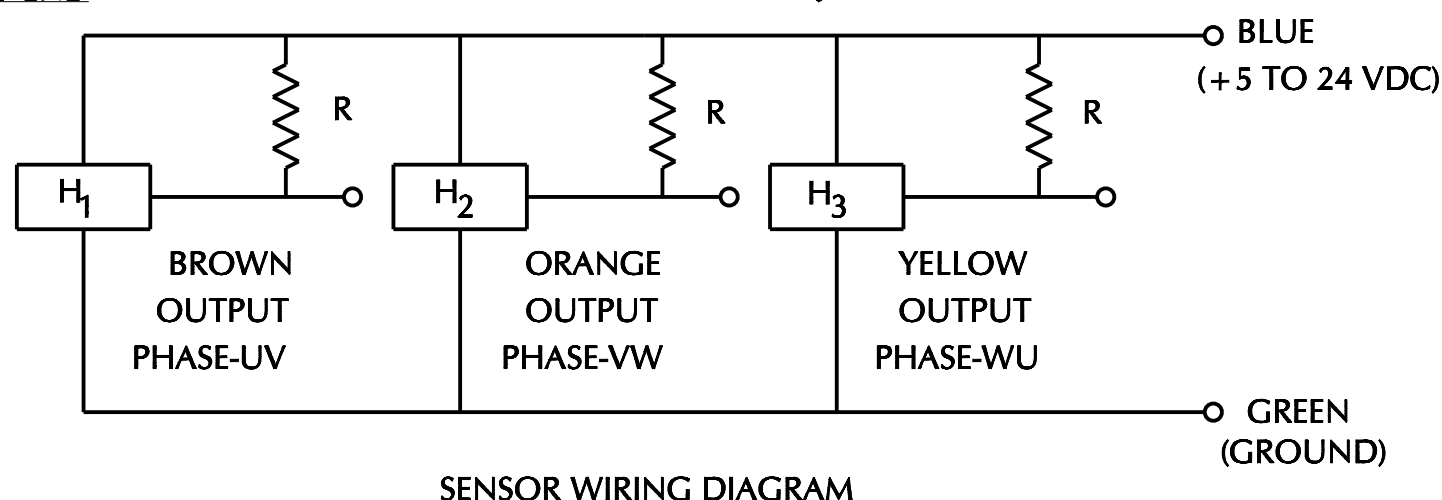 BLUE
(+5 TO 24 VDC)
R
R
R
H1
H2
H3
BROWN
OUTPUT
PHASE-UV
ORANGE
OUTPUT
PHASE-VW
YELLOW
OUTPUT
PHASE-WU
GREEN
(GROUND)
SENSOR WIRING DIAGRAM